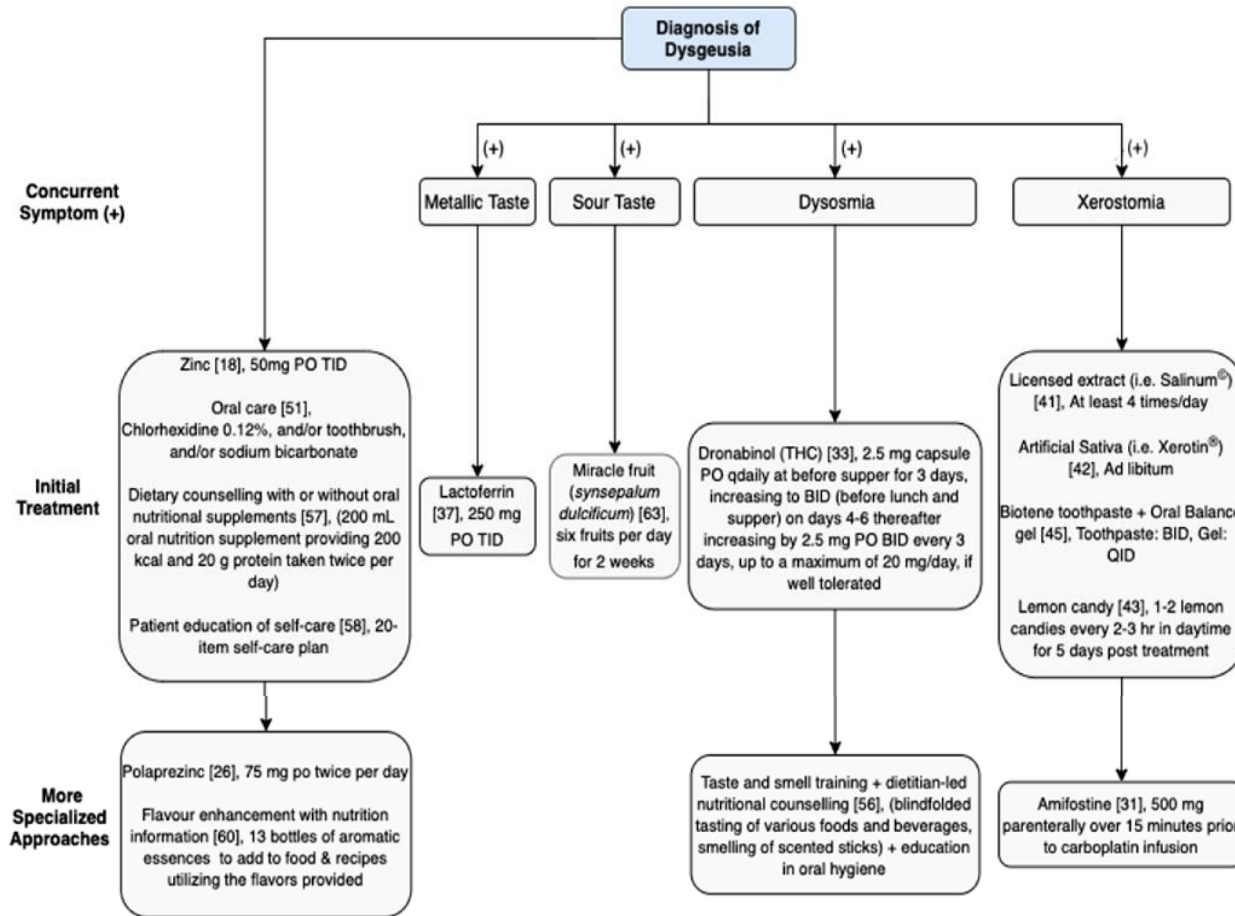 Diagnosis of
Dysgeusia
(+)
(+)
(+)
(+)
Concurrent
Symptom (+)
Metallic Taste
Sour Taste
Dysosmia
Xerostomia
Initial
Treatment
Zinc [18], 50mg PO TID
Oral care [51],
Chlorhexidine 0.12%, and/or toothbrush,
and/or sodium bicarbonate
Dietary counselling with or without oral
nutritional supplements [57], (200 mL
oral nutrition supplement providing 200
kcal and 20 g protein taken twice per
day)
Patient education of self-care [58], 20-
item self-care plan
Lactoferrin
[37], 250 mg
PO TID
Miracle fruit
(synsepalum
dulcificum) [63],
six fruits per day
for 2 weeks
Dronabinol (THC) [33], 2.5 mg capsule
PO qdaily at before supper for 3 days,
increasing to BID (before lunch and
supper) on days 4-6 thereafter
increasing by 2.5 mg PO BID every 3
days, up to a maximum of 20 mg/day, if
well tolerated
Licensed extract (i.e. Salinum©)
[41], At least 4 times/day
Artificial Sativa (i.e. Xerotin®)
[42], Ad libitum
Biotene toothpaste + Oral Balance
gel [45], Toothpaste: BID, Gel:
QID
Lemon candy [43], 1-2 lemon
candies every 2-3 hr in daytime
for 5 days post treatment
More
Specialized
Approaches
Polaprezinc [26], 75 mg po twice per day
Flavour enhancement with nutrition
information [60], 13 bottles of aromatic
essences to add to food & recipes
utilizing the flavors provided
Taste and smell training + dietitian-led
nutritional counselling [56], (blindfolded
tasting of various foods and beverages,
smelling of scented sticks) + education
in oral hygiene
Amifostine [31], 500 mg
parenterally over 15 minutes prior
to carboplatin infusion